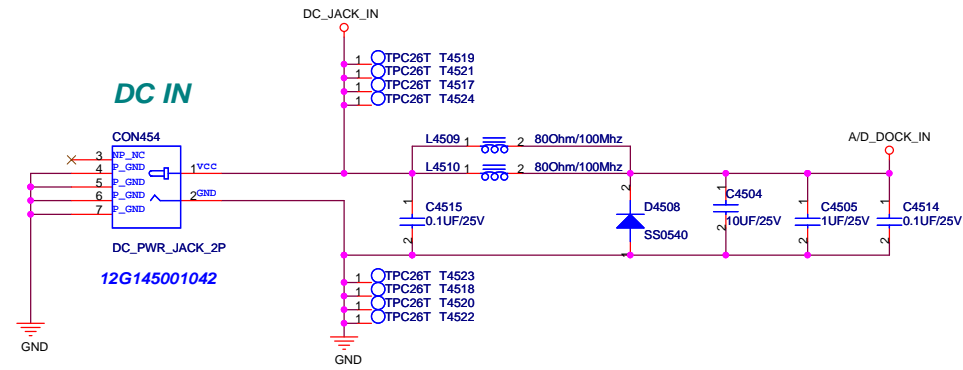 DC_JACK_IN
1 TPC26T T4519
1 TPC26T T4521
1 TPC26T T4517
1 TPC26T T4524
DC IN
CON454
3 NP_NC
4 P_GND 1 VCC
5 P_GND
6 P_GND 2 GND
7 P_GND
DC_PWR_JACK_2P
12G145001042
L4509 1 2 80Ohm/100Mhz
L4510 1 2 80Ohm/100Mhz
A/D_DOCK_IN
1 C4515 2
0.1UF/25V
2 D4508 1
SS0540
1 C4504 2
10UF/25V
1 C4505 2
1UF/25V
1 C4514 2
0.1UF/25V
1 TPC26T T4523
1 TPC26T T4518
1 TPC26T T4520
1 TPC26T T4522
GND
GND